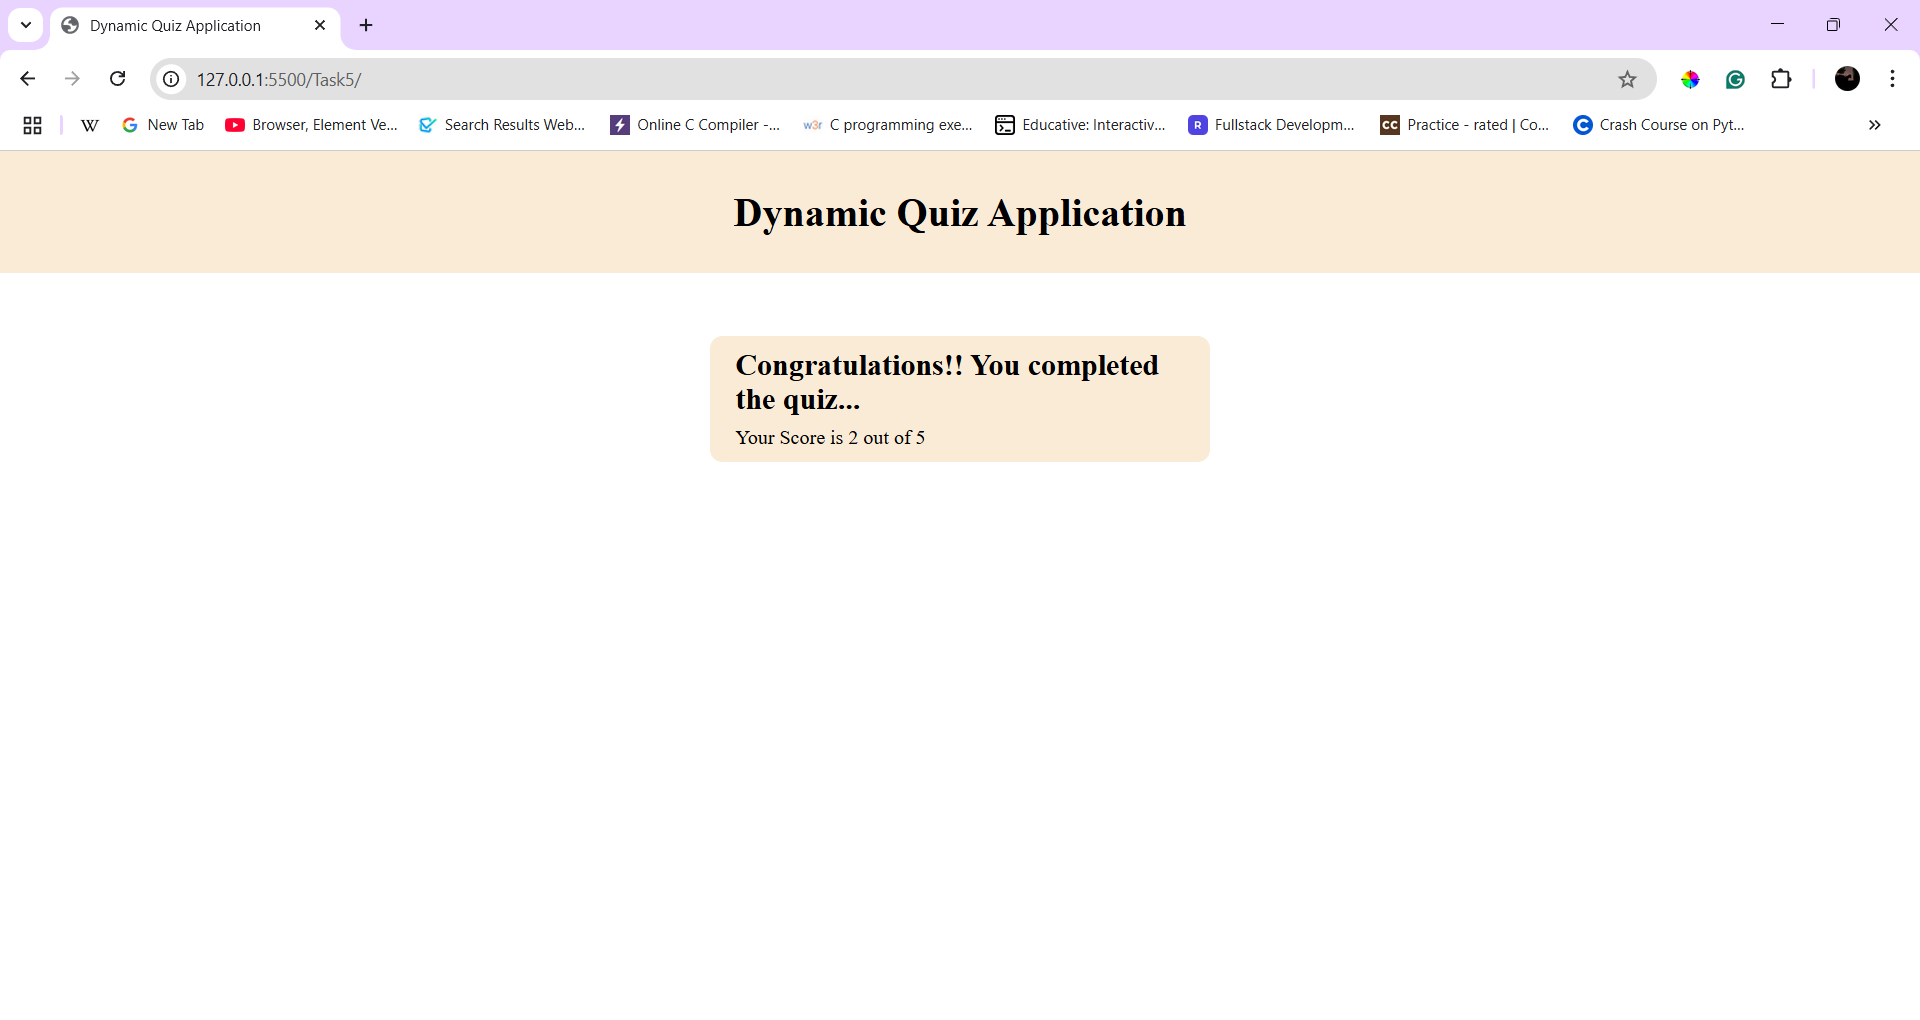 Dynamic Quiz Application
127.0.0.1:5500/Task5/
W New Tab Browser, Element Ve... Search Results Web... Online C Compiler -... w3r C programming exe... Educative: Interactiv... R Fullstack Developm... CC Practice - rated | Co... C Crash Course on Pyt...
Dynamic Quiz Application
Congratulations!! You completed
the quiz...
Your Score is 2 out of 5